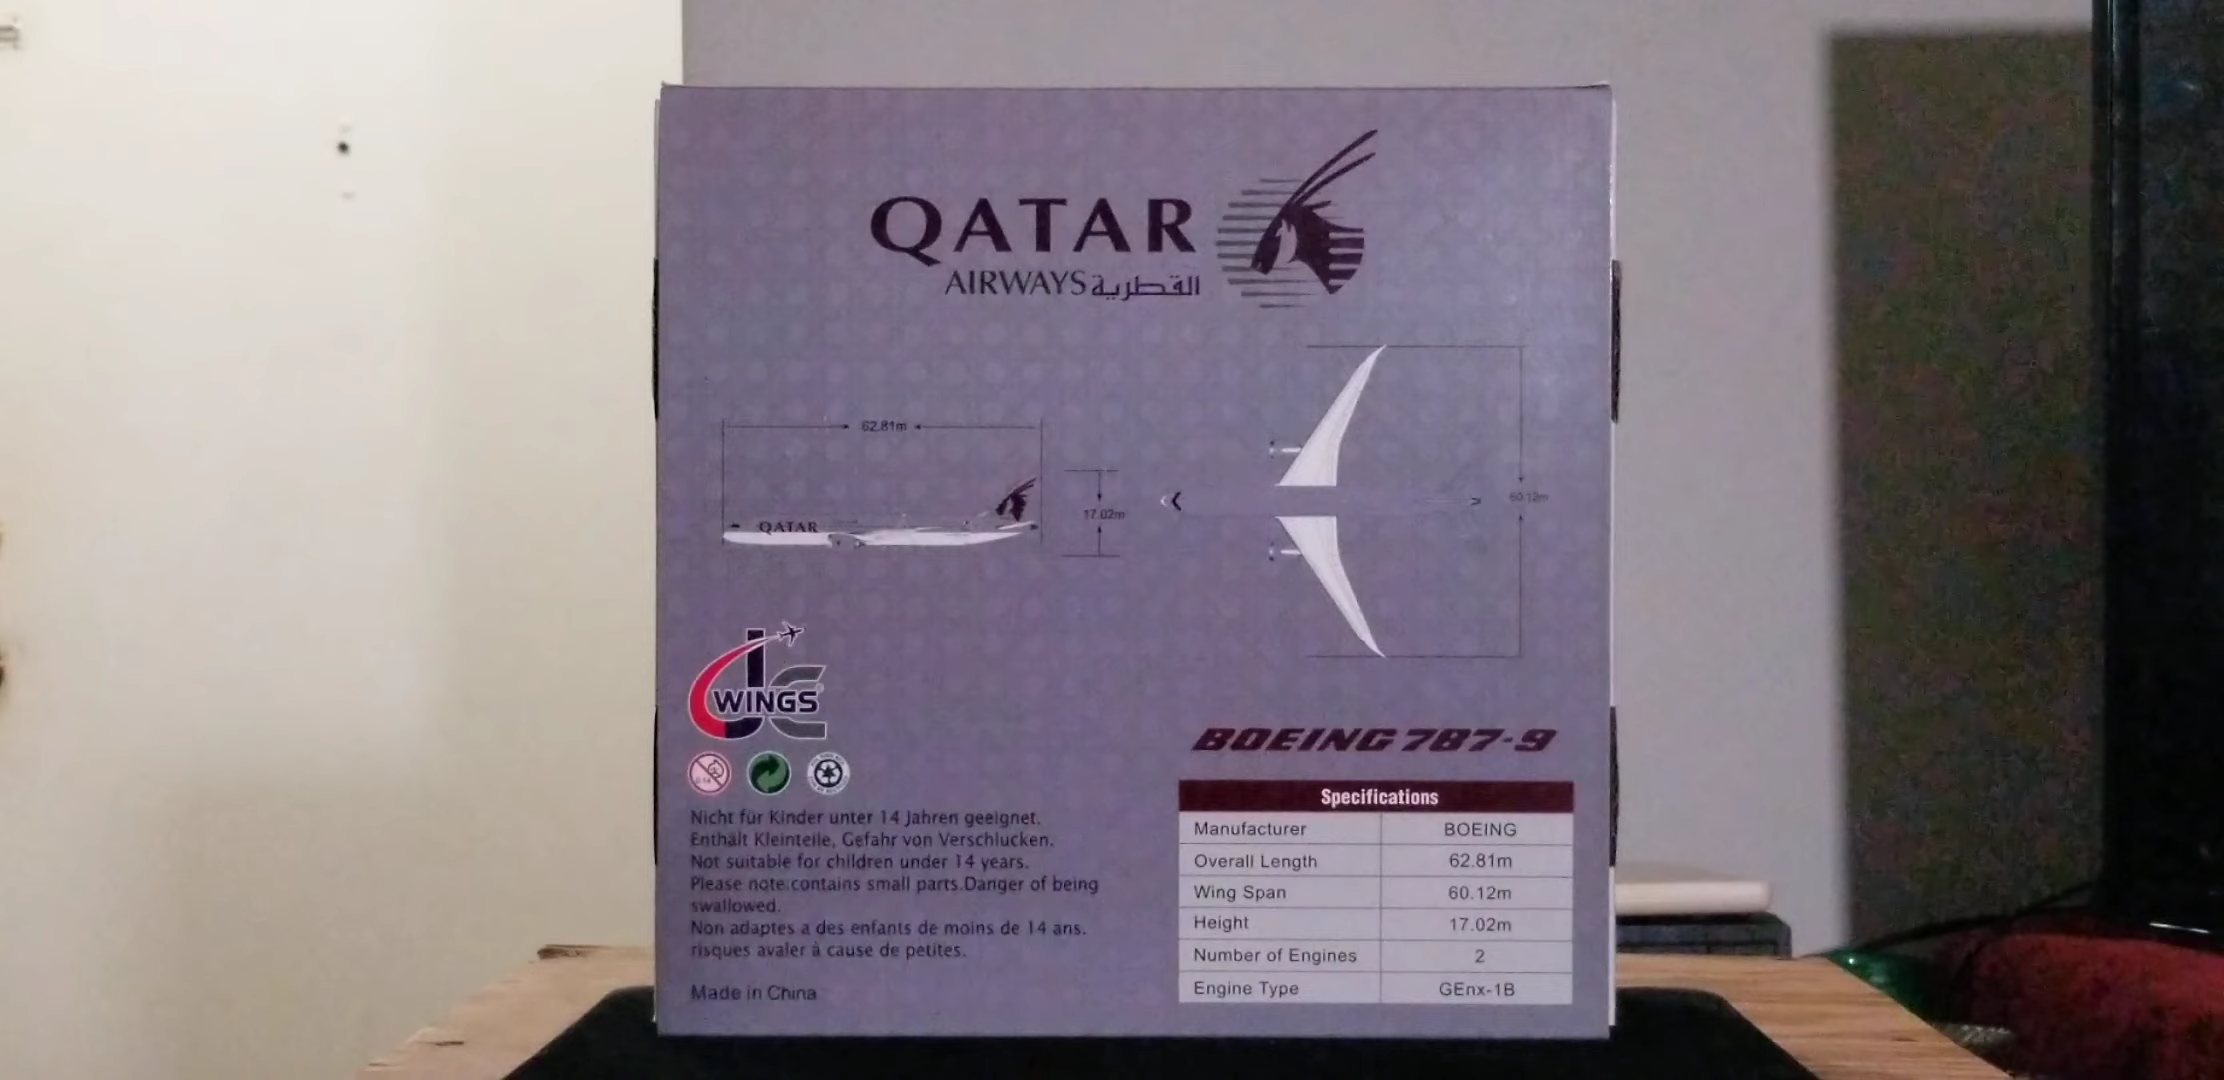 QATAR
AIRWAYS القطرية
62.81m
17.02m
60.12m
QATAR
JC
WINGS
Nicht für Kinder unter 14 Jahren geeignet.
Enthält Kleinteile, Gefahr von Verschlucken.
Not suitable for children under 14 years.
Please note:contains small parts.Danger of being
swallowed.
Non adaptes a des enfants de moins de 14 ans.
risques avaler à cause de petites.
Made in China
BOEING 787-9
Specifications
Manufacturer BOEING
Overall Length 62.81m
Wing Span 60.12m
Height 17.02m
Number of Engines 2
Engine Type GEnx-1B